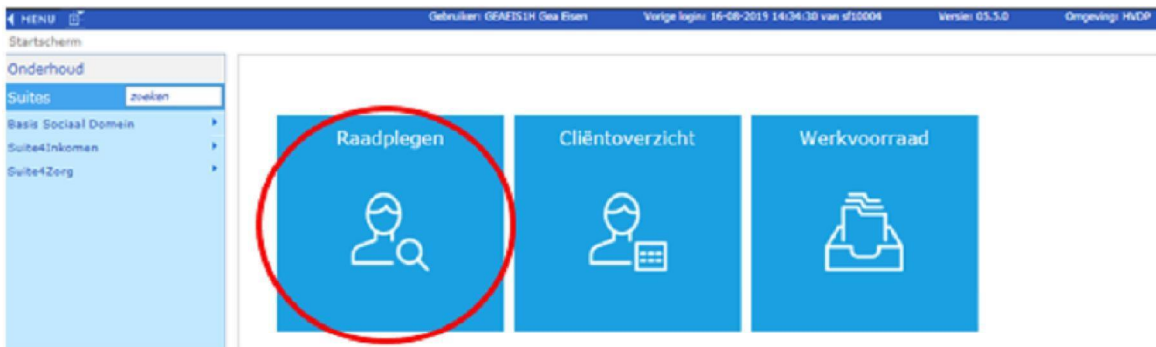 MENU
Gebruiker: GEAEIS1H Gea Eisen Vorige login: 16-08-2019 14:34:30 van sf10004 Versie: 05.5.0 Omgeving: HVDP
Startscherm
Onderhoud
Suites zoeken
Basis Sociaal Domein
Suite4Inkomen
Suite4Zorg
Raadplegen Cliëntoverzicht Werkvoorraad